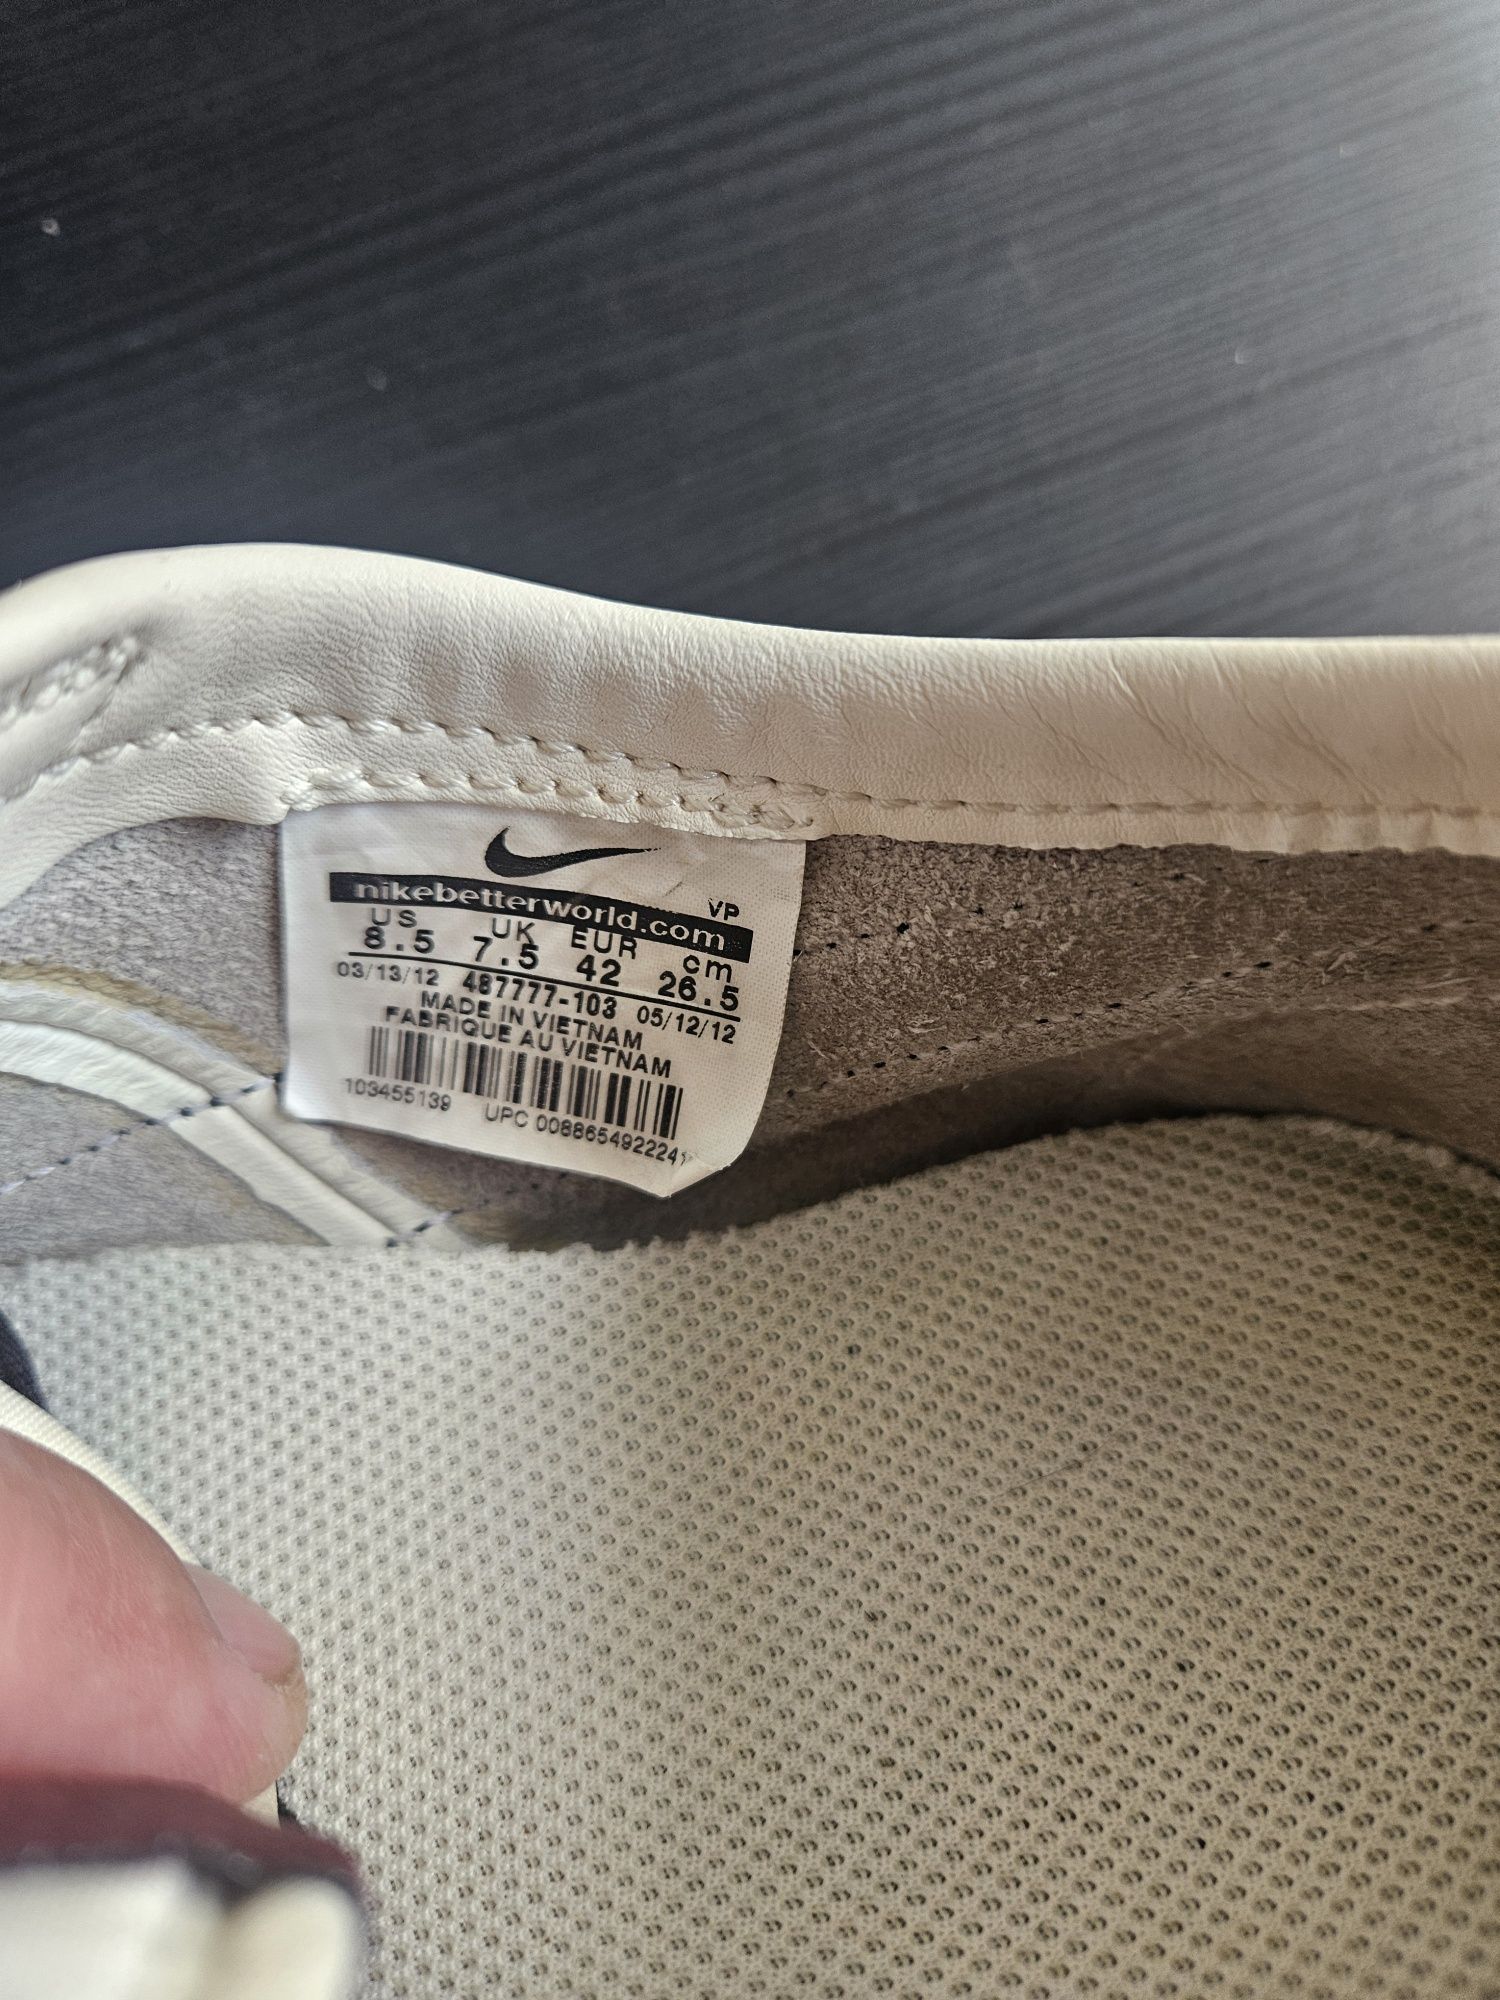 nikebetterworld.com
VP
US UK EUR cm
8.5 7.5 42 26.5
03/13/12 487777-103 05/12/12
MADE IN VIETNAM
FABRIQUE AU VIETNAM
103455139 UPC 00886549222